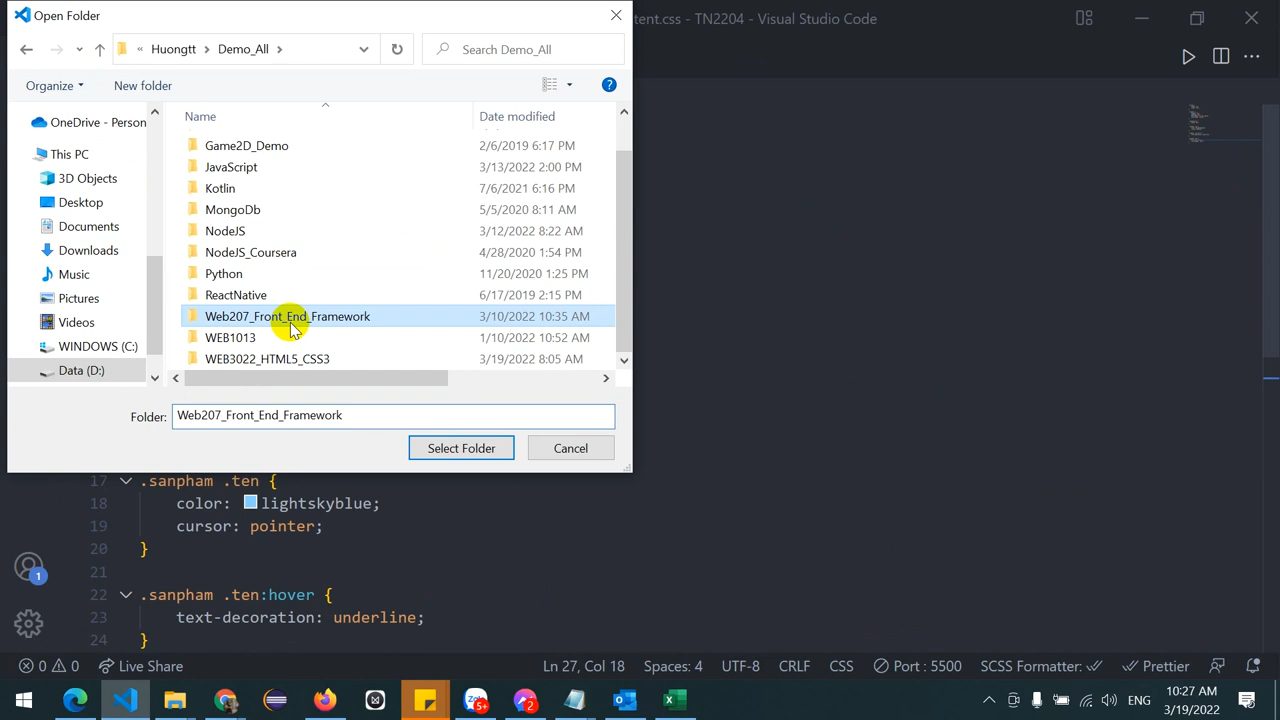 Open Folder
tent.css - TN2204 - Visual Studio Code
« Huongtt > Demo_All >
Search Demo_All
Organize
New folder
Name
Date modified
OneDrive - Person
This PC
3D Objects
Desktop
Documents
Downloads
Music
Pictures
Videos
WINDOWS (C:)
Data (D:)
Game2D_Demo 2/6/2019 6:17 PM
JavaScript 3/13/2022 2:00 PM
Kotlin 7/6/2021 6:16 PM
MongoDb 5/5/2020 8:11 AM
NodeJS 3/12/2022 8:22 AM
NodeJS_Coursera 4/28/2020 1:54 PM
Python 11/20/2020 1:25 PM
ReactNative 6/17/2019 2:15 PM
Web207_Front_End_Framework 3/10/2022 10:35 AM
WEB1013 1/10/2022 10:52 AM
WEB3022_HTML5_CSS3 3/19/2022 8:05 AM
Folder: Web207_Front_End_Framework
Select Folder
Cancel
17 .sanpham .ten {
18 color: lightskyblue;
19 cursor: pointer;
20 }
21
22 .sanpham .ten:hover {
23 text-decoration: underline;
24 }
1
0 0 Live Share Ln 27, Col 18 Spaces: 4 UTF-8 CRLF CSS Port : 5500 SCSS Formatter: Prettier
Zalo 5+
2
ENG
10:27 AM
3/19/2022